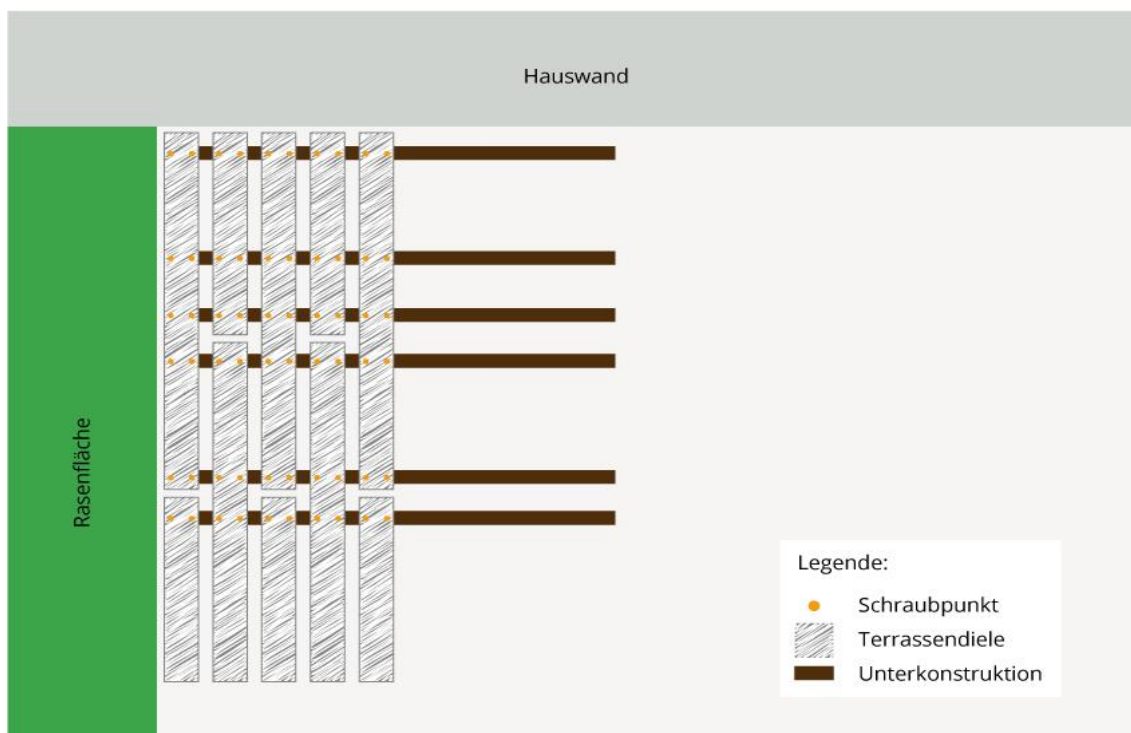 Hauswand
Rasenfläche
Legende:
Schraubpunkt
Terrassendiele
Unterkonstruktion